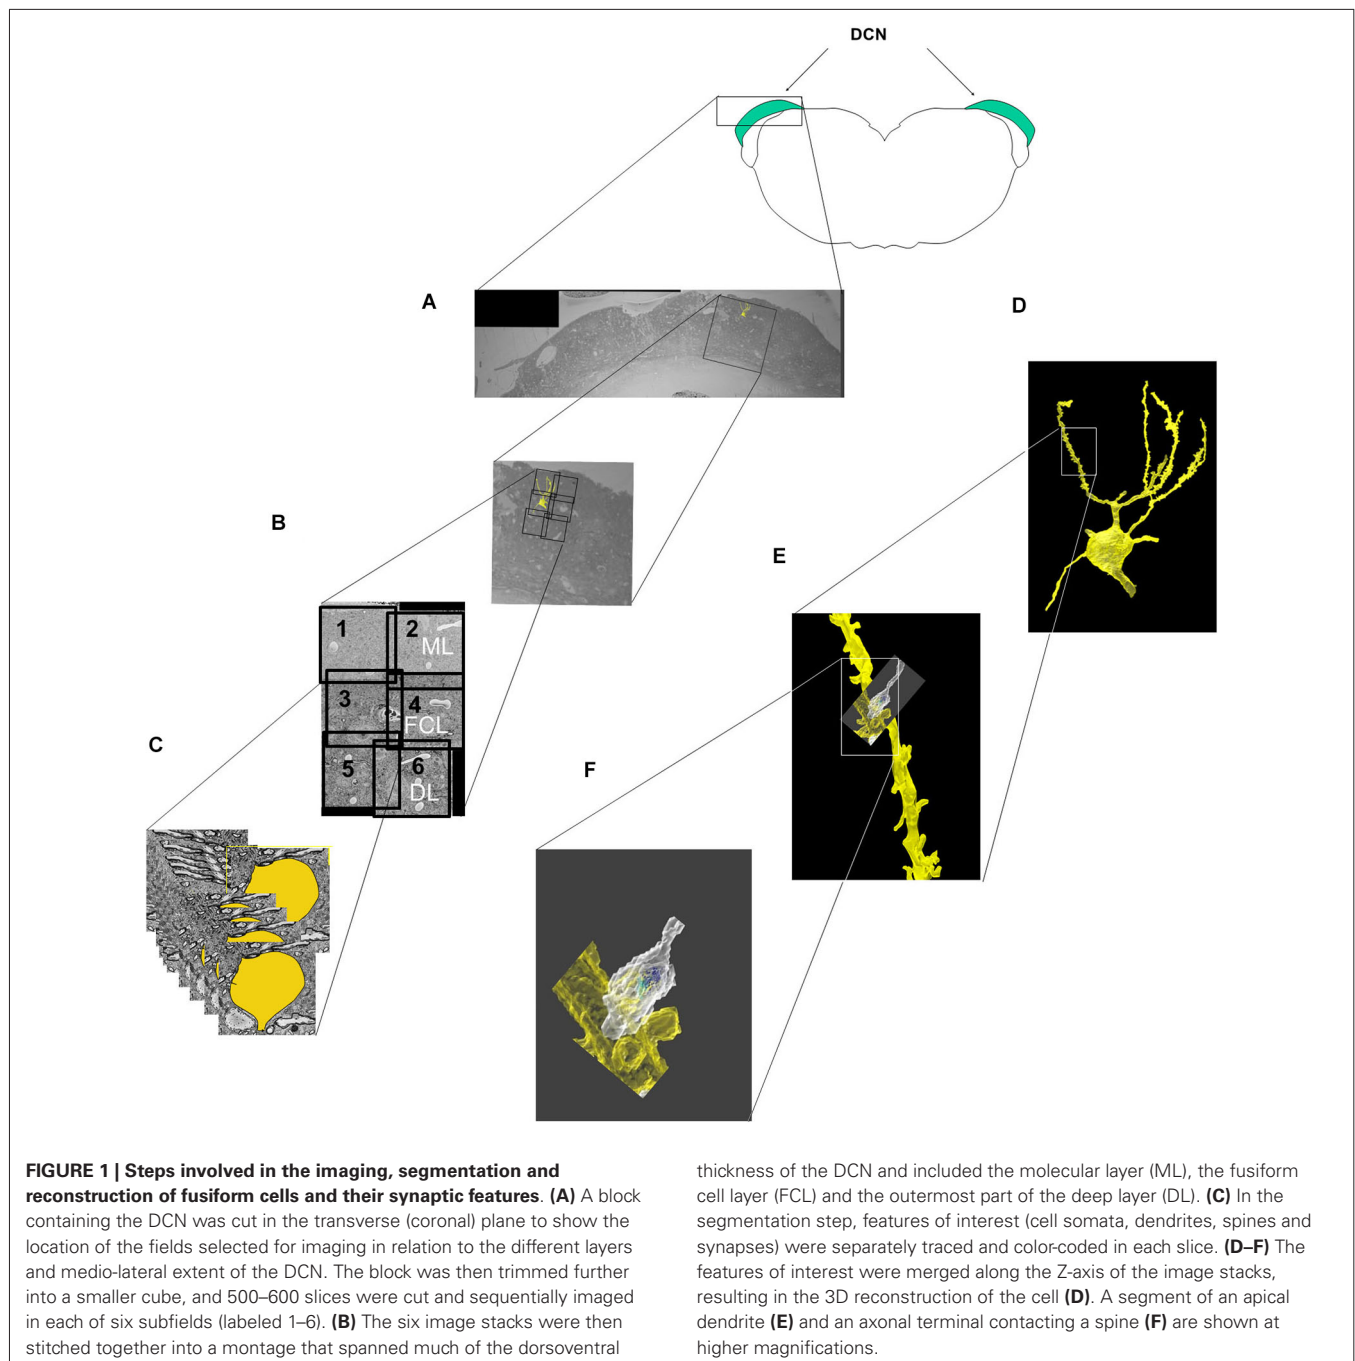 DCN
A
D
B
E
1
2
ML
3
4
FCL
C
5
6
DL
F
FIGURE 1 | Steps involved in the imaging, segmentation and
reconstruction of fusiform cells and their synaptic features. (A) A block
containing the DCN was cut in the transverse (coronal) plane to show the
location of the fields selected for imaging in relation to the different layers
and medio-lateral extent of the DCN. The block was then trimmed further
into a smaller cube, and 500–600 slices were cut and sequentially imaged
in each of six subfields (labeled 1–6). (B) The six image stacks were then
stitched together into a montage that spanned much of the dorsoventral
thickness of the DCN and included the molecular layer (ML), the fusiform
cell layer (FCL) and the outermost part of the deep layer (DL). (C) In the
segmentation step, features of interest (cell somata, dendrites, spines and
synapses) were separately traced and color-coded in each slice. (D–F) The
features of interest were merged along the Z-axis of the image stacks,
resulting in the 3D reconstruction of the cell (D). A segment of an apical
dendrite (E) and an axonal terminal contacting a spine (F) are shown at
higher magnifications.